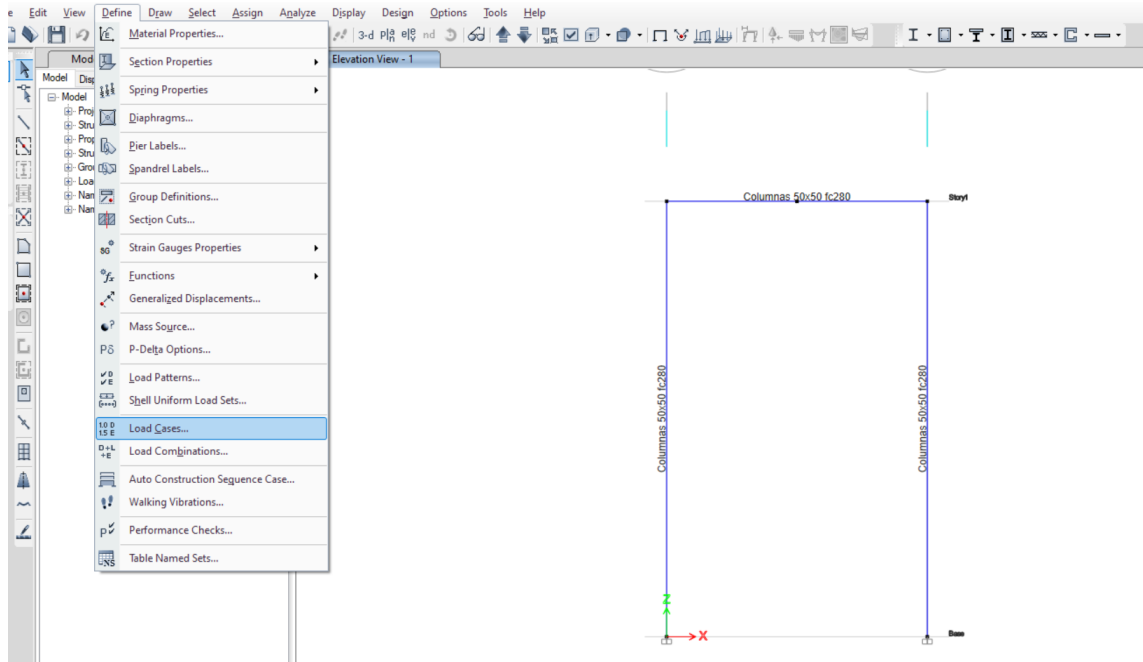 Edit View Define Draw Select Assign Analyze Display Design Options Tools Help
3-d
nd
Material Properties...
Section Properties
Spring Properties
Diaphragms...
Pier Labels...
Spandrel Labels...
Group Definitions...
Section Cuts...
Strain Gauges Properties
Functions
Generalized Displacements...
Mass Source...
P-Delta Options...
Load Patterns...
Shell Uniform Load Sets...
Load Cases...
Load Combinations...
Auto Construction Sequence Case...
Walking Vibrations...
Performance Checks...
Table Named Sets...
Model
Model
Elevation View - 1
Columnas 50x50 fc280
Story1
Columnas 50x50 fc280
Columnas 50x50 fc280
Z
X
Base